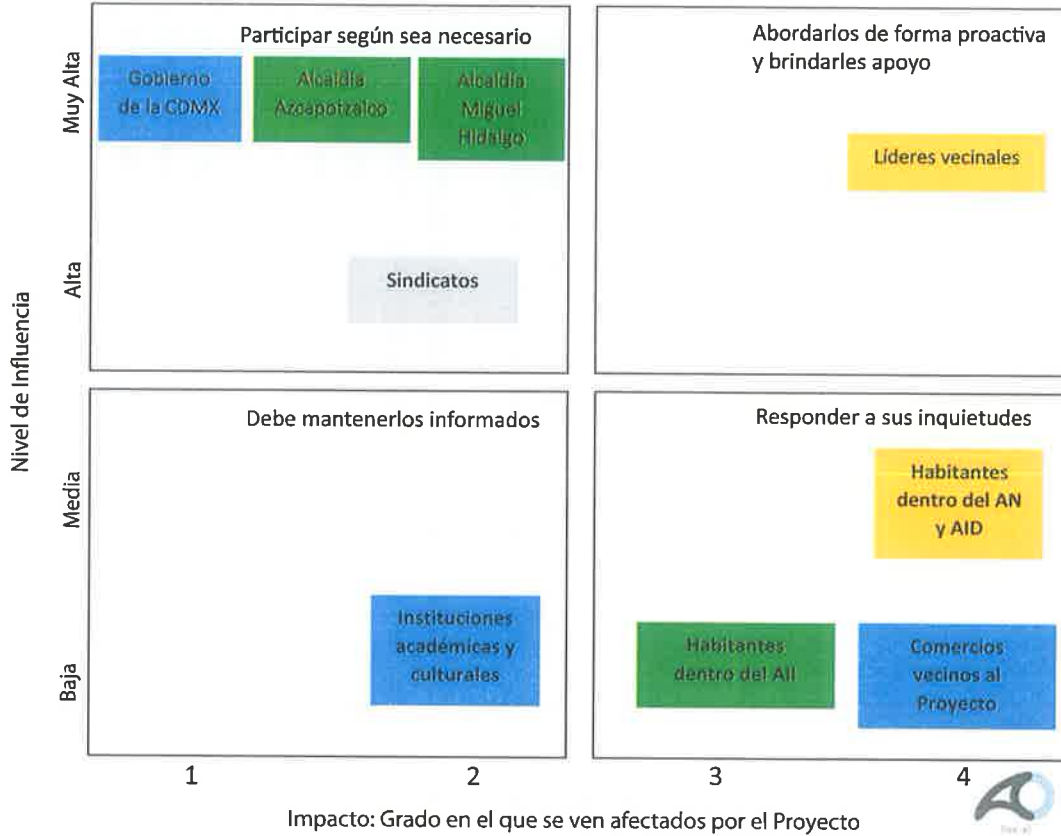 Participar según sea necesario
Gobierno
de la CDMX
Alcaldía
Azcapotzalco
Alcaldía
Miguel
Hidalgo
Sindicatos
Abordarlos de forma proactiva
y brindarles apoyo
Líderes vecinales
Debe mantenerlos informados
Instituciones
académicas y
culturales
Responder a sus inquietudes
Habitantes
dentro del AN
y AID
Habitantes
dentro del AII
Comercios
vecinos al
Proyecto
Nivel de Influencia
Muy Alta
Alta
Media
Baja
1
2
3
4
Impacto: Grado en el que se ven afectados por el Proyecto